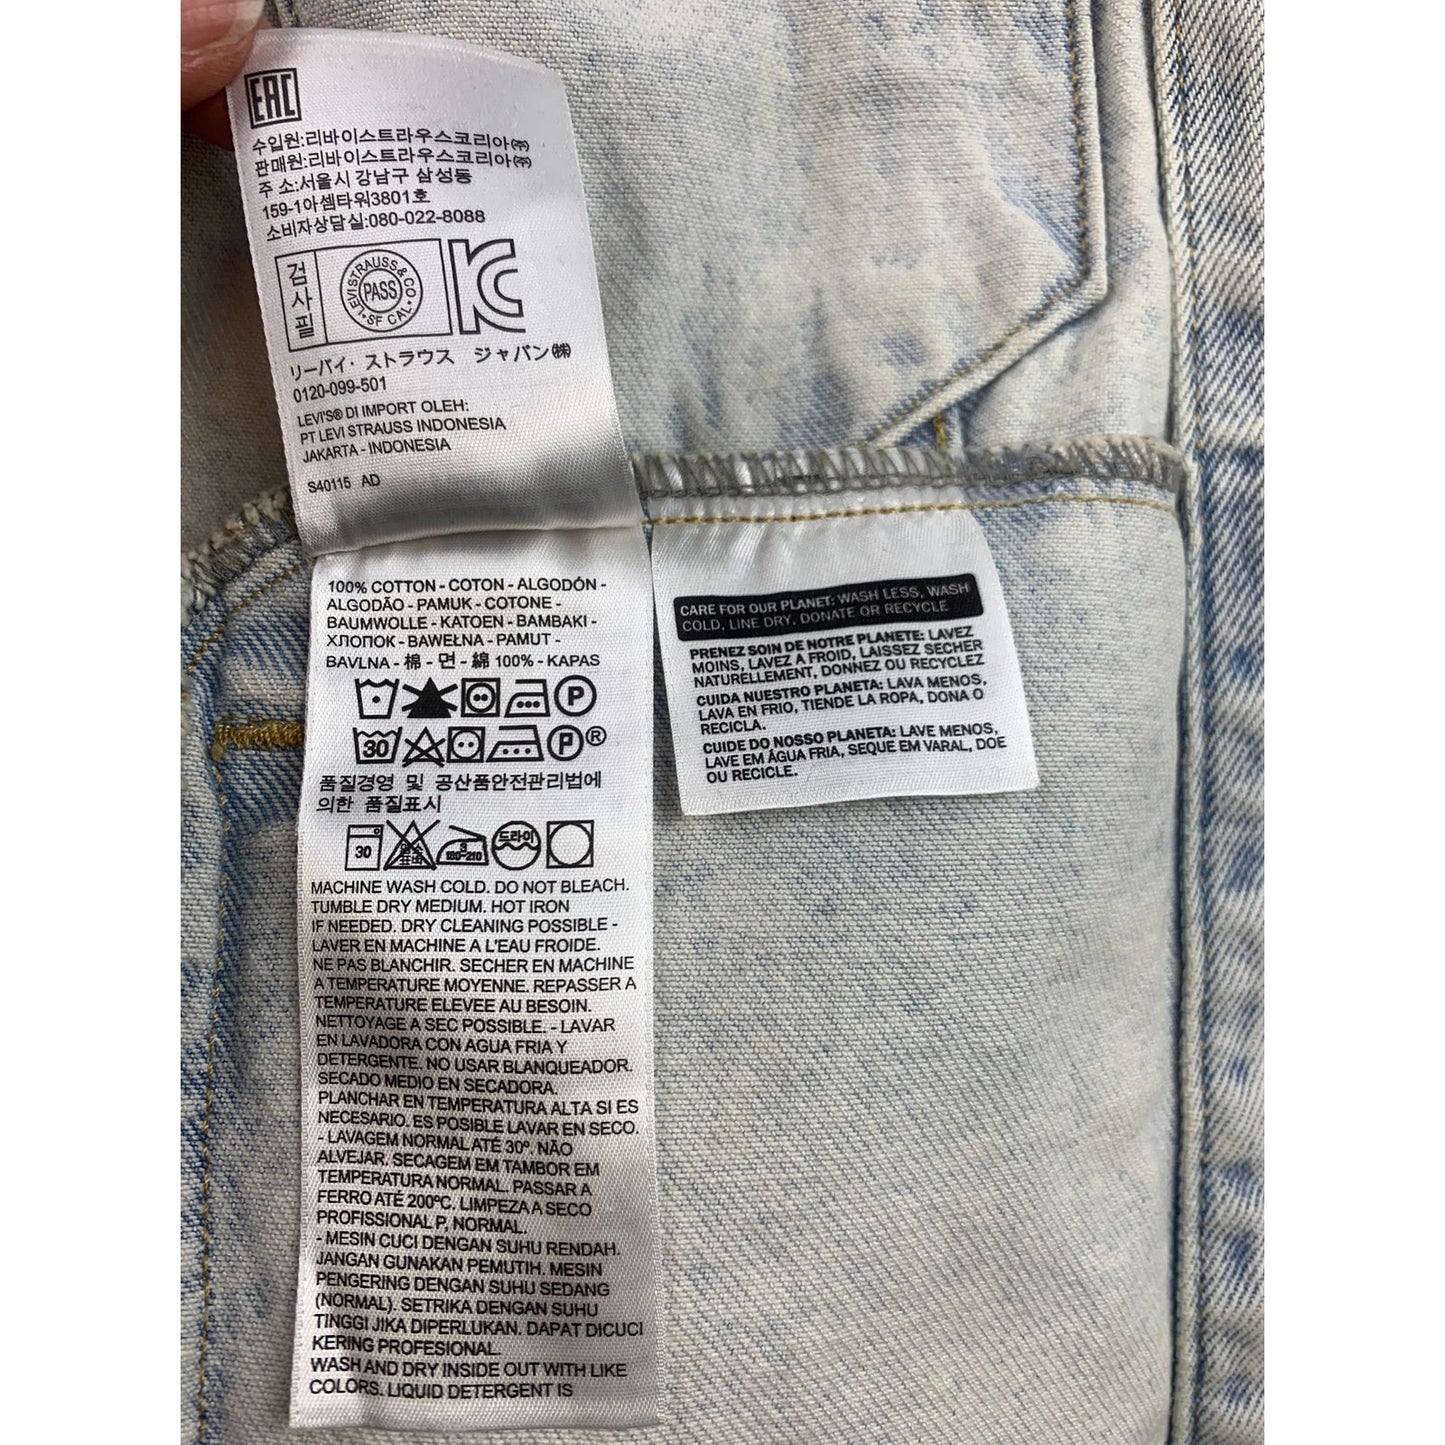 EAC
수입원:리바이스트라우스코리아㈜
판매원:리바이스트라우스코리아㈜
주 소:서울시 강남구 삼성동
159-1아셈타워3801호
소비자상담실:080-022-8088
검사필
LEVI STRAUSS & CO
PASS
SF CAL
KC
リーバイ・ストラウス ジャパン㈱
0120-099-501
LEVI'S® DI IMPORT OLEH:
PT LEVI STRAUSS INDONESIA
JAKARTA - INDONESIA
S40115 AD
100% COTTON - COTON - ALGODÓN -
ALGODÃO - PAMUK - COTONE -
BAUMWOLLE - KATOEN - BAMBAKI -
ХЛОПОК - BAWEŁNA - PAMUT -
BAVLNA - 棉 - 면 - 綿 100% - KAPAS
P
30 P®
품질경영 및 공산품안전관리법에
의한 품질표시
30 3 180-210 드라이
MACHINE WASH COLD. DO NOT BLEACH.
TUMBLE DRY MEDIUM. HOT IRON
IF NEEDED. DRY CLEANING POSSIBLE -
LAVER EN MACHINE A L'EAU FROIDE.
NE PAS BLANCHIR. SECHER EN MACHINE
A TEMPERATURE MOYENNE. REPASSER A
TEMPERATURE ELEVEE AU BESOIN.
NETTOYAGE A SEC POSSIBLE. - LAVAR
EN LAVADORA CON AGUA FRIA Y
DETERGENTE. NO USAR BLANQUEADOR.
SECADO MEDIO EN SECADORA.
PLANCHAR EN TEMPERATURA ALTA SI ES
NECESARIO. ES POSIBLE LAVAR EN SECO.
- LAVAGEM NORMAL ATÉ 30º. NÃO
ALVEJAR. SECAGEM EM TAMBOR EM
TEMPERATURA NORMAL. PASSAR A
FERRO ATÉ 200ºC. LIMPEZA A SECO
PROFISSIONAL P, NORMAL.
- MESIN CUCI DENGAN SUHU RENDAH.
JANGAN GUNAKAN PEMUTIH. MESIN
PENGERING DENGAN SUHU SEDANG
(NORMAL). SETRIKA DENGAN SUHU
TINGGI JIKA DIPERLUKAN. DAPAT DICUCI
KERING PROFESIONAL.
WASH AND DRY INSIDE OUT WITH LIKE
COLORS. LIQUID DETERGENT IS
CARE FOR OUR PLANET: WASH LESS, WASH
COLD, LINE DRY, DONATE OR RECYCLE
PRENEZ SOIN DE NOTRE PLANETE: LAVEZ
MOINS, LAVEZ A FROID, LAISSEZ SECHER
NATURELLEMENT, DONNEZ OU RECYCLEZ
CUIDA NUESTRO PLANETA: LAVA MENOS,
LAVA EN FRIO, TIENDE LA ROPA, DONA O
RECICLA.
CUIDE DO NOSSO PLANETA: LAVE MENOS,
LAVE EM ÁGUA FRIA, SEQUE EM VARAL, DOE
OU RECICLE.